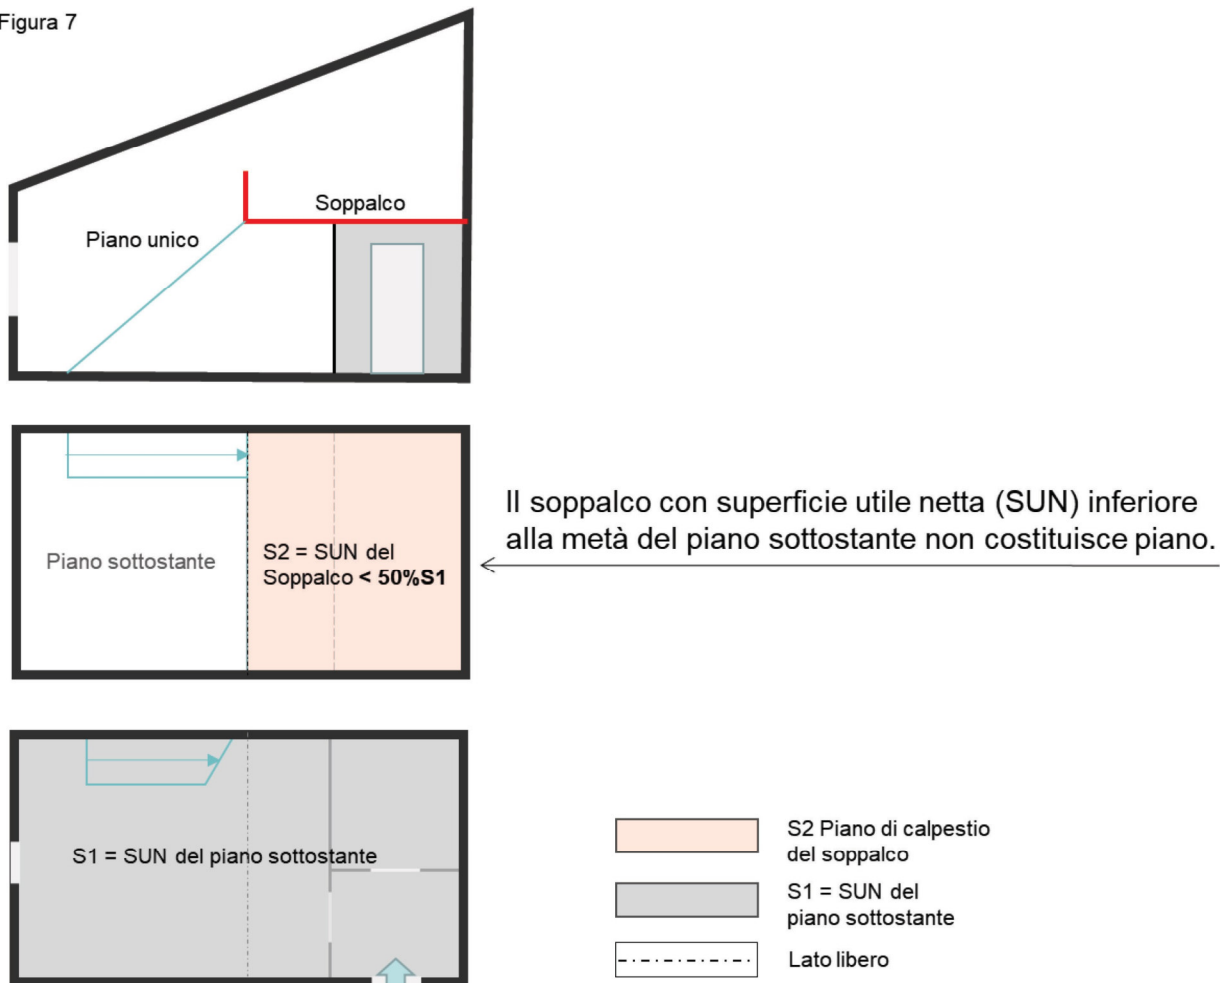 Figura 7
Soppalco
Piano unico
Piano sottostante
S2 = SUN del
Soppalco < 50%S1
Il soppalco con superficie utile netta (SUN) inferiore
alla metà del piano sottostante non costituisce piano.
S1 = SUN del piano sottostante
S2 Piano di calpestio
del soppalco
S1 = SUN del
piano sottostante
Lato libero